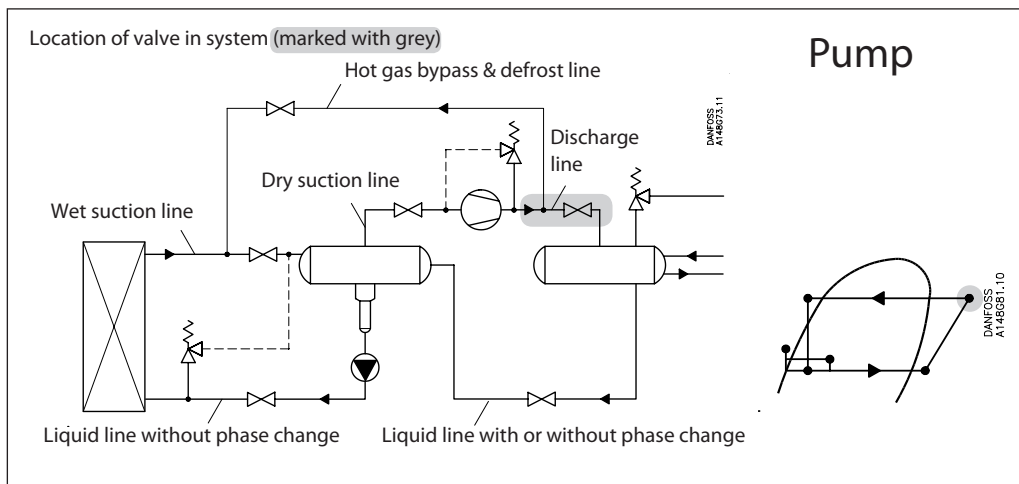 Location of valve in system (marked with grey)
Pump
Hot gas bypass & defrost line
DANFOSS
A148G73.11
Discharge
line
Dry suction line
Wet suction line
DANFOSS
A148G81.10
Liquid line without phase change
Liquid line with or without phase change